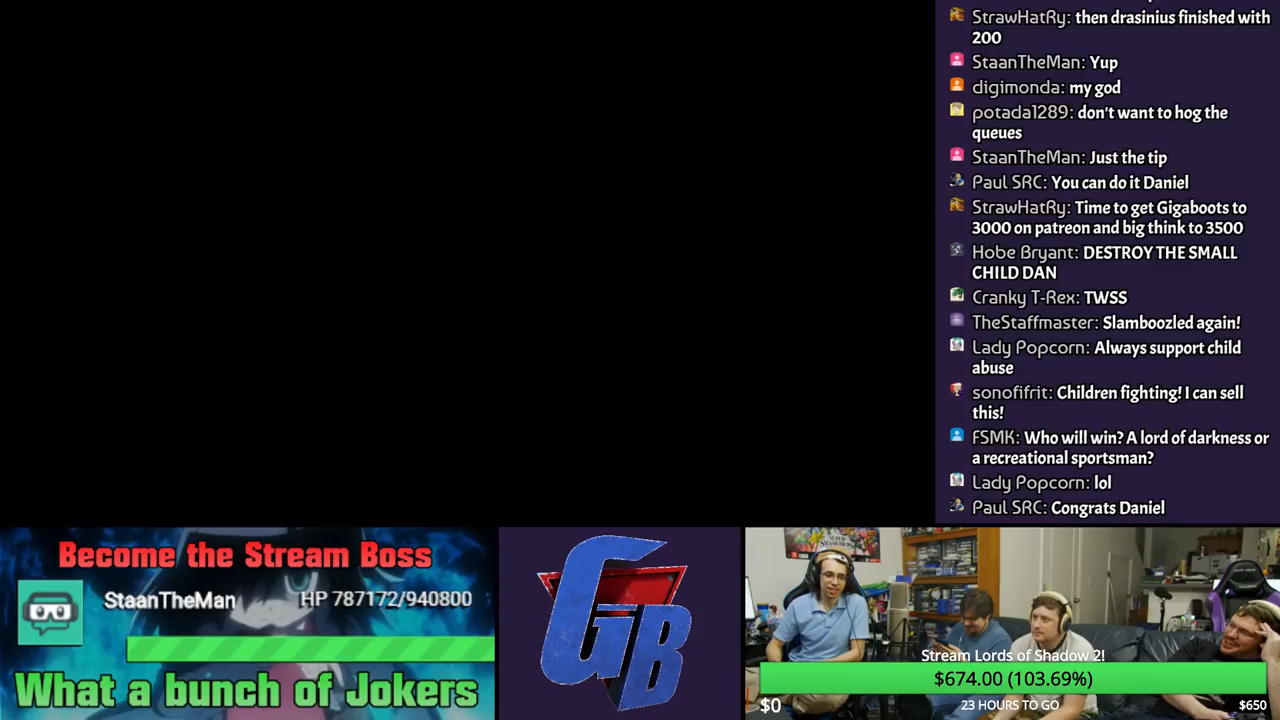 StrawHatRy: then drasinius finished with
200
StaanTheMan: Yup
digimonda: my god
potada1289: don't want to hog the
queues
StaanTheMan: Just the tip
Paul SRC: You can do it Daniel
StrawHatRy: Time to get Gigaboots to
3000 on patreon and big think to 3500
Hobe Bryant: DESTROY THE SMALL
CHILD DAN
Cranky T-Rex: TWSS
TheStaffmaster: Slamboozled again!
Lady Popcorn: Always support child
abuse
sonofifrit: Children fighting! I can sell
this!
FSMK: Who will win? A lord of darkness or
a recreational sportsman?
Lady Popcorn: lol
Paul SRC: Congrats Daniel
Become the Stream Boss
StaanTheMan HP 787172/940800
What a bunch of Jokers
GB
Stream Lords of Shadow 2!
$674.00 (103.69%)
$0 23 HOURS TO GO $650